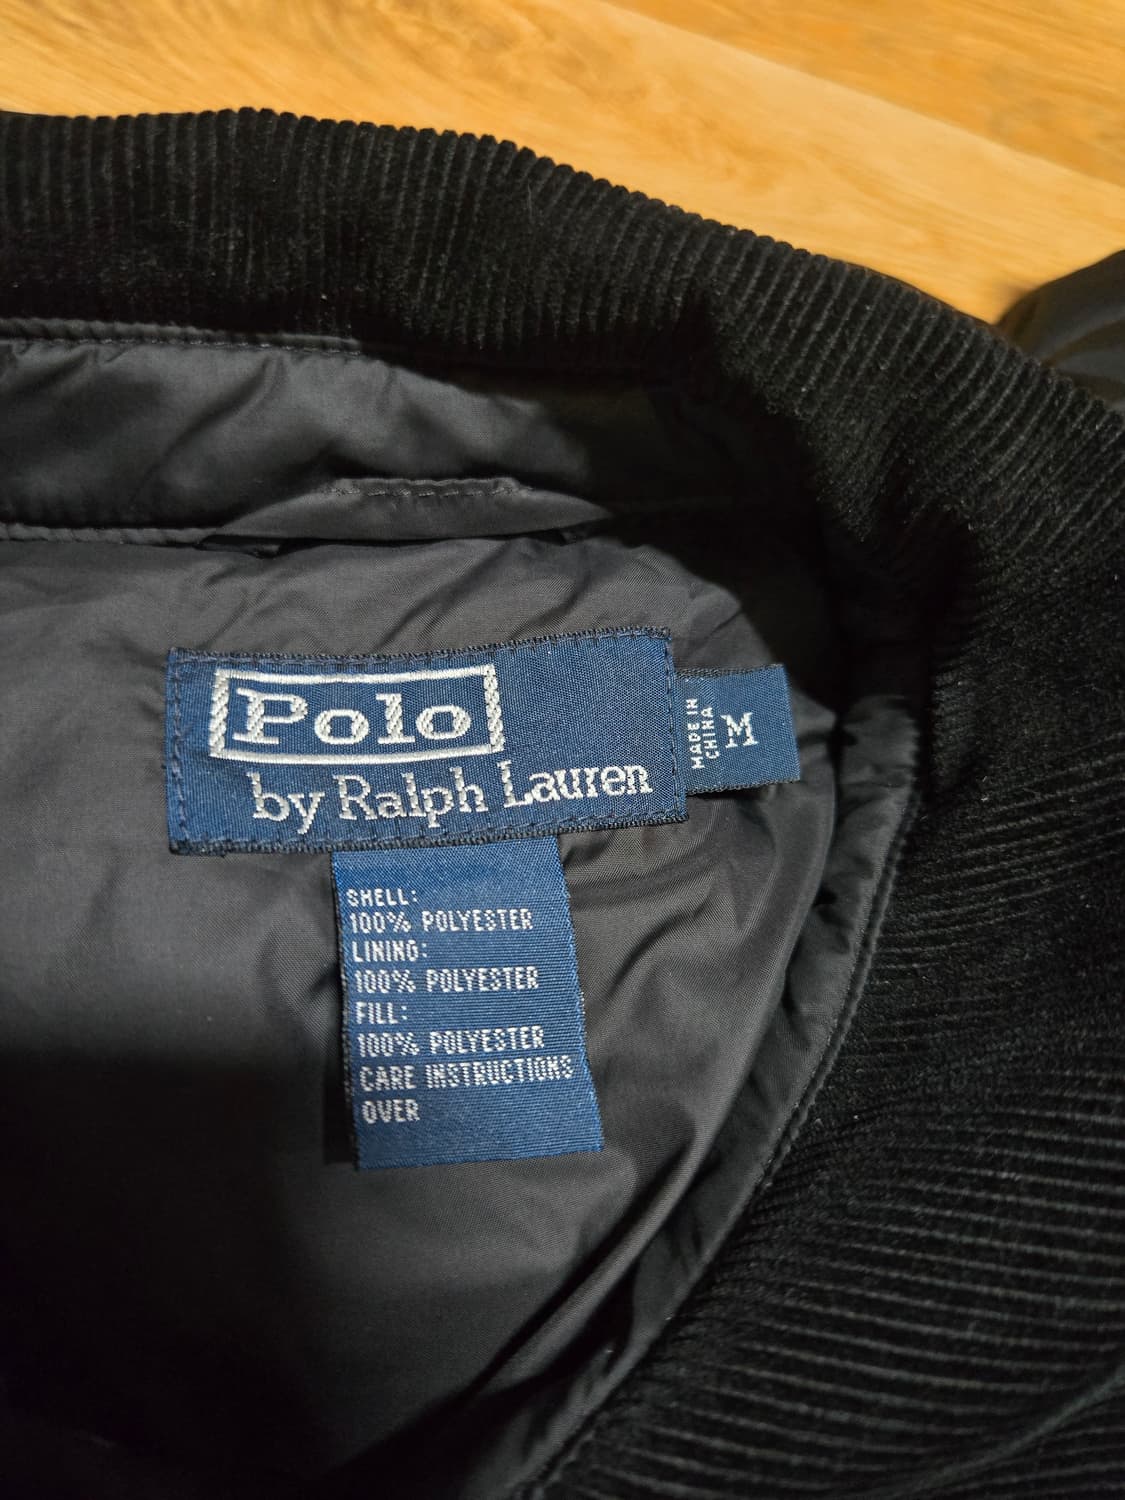 Polo
by Ralph Lauren
MADE IN
CHINA
M
SHELL:
100% POLYESTER
LINING:
100% POLYESTER
FILL:
100% POLYESTER
CARE INSTRUCTIONS
OVER